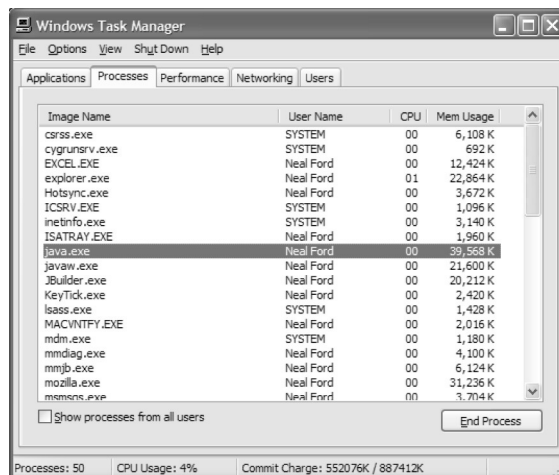 Windows Task Manager
File Options View Shut Down Help
Applications Processes Performance Networking Users
Image Name User Name CPU Mem Usage
csrss.exe SYSTEM 00 6,108 K
cygrunsrv.exe SYSTEM 00 692 K
EXCEL.EXE Neal Ford 00 12,424 K
explorer.exe Neal Ford 01 22,864 K
Hotsync.exe Neal Ford 00 3,672 K
ICSRV.EXE SYSTEM 00 1,096 K
inetinfo.exe SYSTEM 00 3,140 K
ISATRAY.EXE Neal Ford 00 1,960 K
java.exe Neal Ford 00 39,568 K
javaw.exe Neal Ford 00 21,600 K
JBuilder.exe Neal Ford 00 20,212 K
KeyTick.exe Neal Ford 00 2,420 K
lsass.exe SYSTEM 00 1,428 K
MACVNTFY.EXE Neal Ford 00 2,016 K
mdm.exe SYSTEM 00 1,180 K
mmdiag.exe Neal Ford 00 4,100 K
mmjb.exe Neal Ford 00 6,124 K
mozilla.exe Neal Ford 00 31,236 K
msmsgs.exe Neal Ford 00 3,704 K
Show processes from all users
End Process
Processes: 50 CPU Usage: 4% Commit Charge: 552076K / 887412K